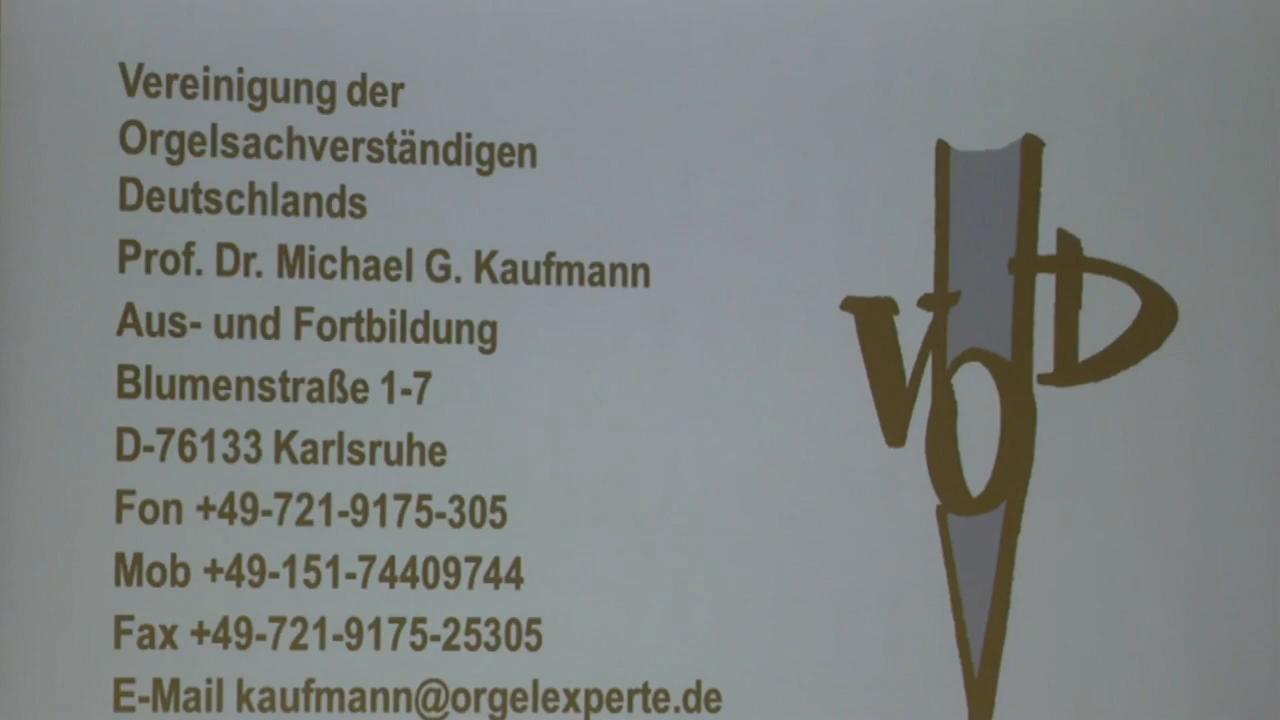 Vereinigung der
Orgelsachverständigen
Deutschlands
Prof. Dr. Michael G. Kaufmann
Aus- und Fortbildung
Blumenstraße 1-7
D-76133 Karlsruhe
Fon +49-721-9175-305
Mob +49-151-74409744
Fax +49-721-9175-25305
E-Mail kaufmann@orgelexperte.de
VOD